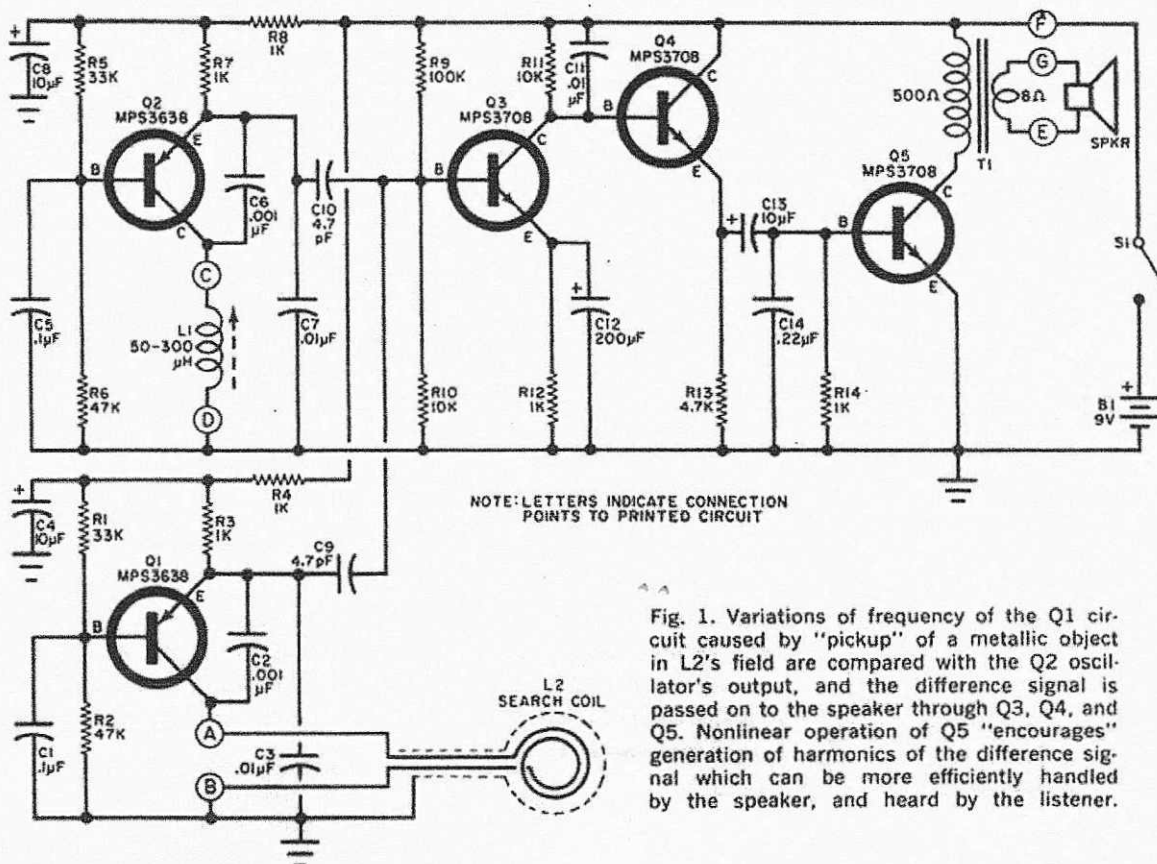 R8
1K
+
C8
10µF
R5
33K
R7
1K
Q2
MPS3638
E
B
C
C6
.001
µF
C10
4.7
pF
C
L1
50-300
µH
D
C5
.1µF
R6
47K
C7
.01µF
R9
100K
R11
10K
C11
.01
µF
Q3
MPS3708
C
B
E
Q4
MPS3708
C
B
E
+
C12
200µF
R10
10K
R12
1K
+
C13
10µF
R13
4.7K
C14
.22µF
R14
1K
Q5
MPS3708
C
B
E
500Ω
8Ω
T1
F
G
E
SPKR
S1
+
B1
9V
R4
1K
+
C4
10µF
R1
33K
R3
1K
C9
4.7pF
Q1
MPS3638
E
B
C2
.001
µF
R2
47K
C1
.1µF
A
B
C3
.01µF
L2
SEARCH COIL
NOTE: LETTERS INDICATE CONNECTION
POINTS TO PRINTED CIRCUIT
Fig. 1. Variations of frequency of the Q1 cir-
cuit caused by "pickup" of a metallic object
in L2's field are compared with the Q2 oscil-
lator's output, and the difference signal is
passed on to the speaker through Q3, Q4, and
Q5. Nonlinear operation of Q5 "encourages"
generation of harmonics of the difference sig-
nal which can be more efficiently handled
by the speaker, and heard by the listener.